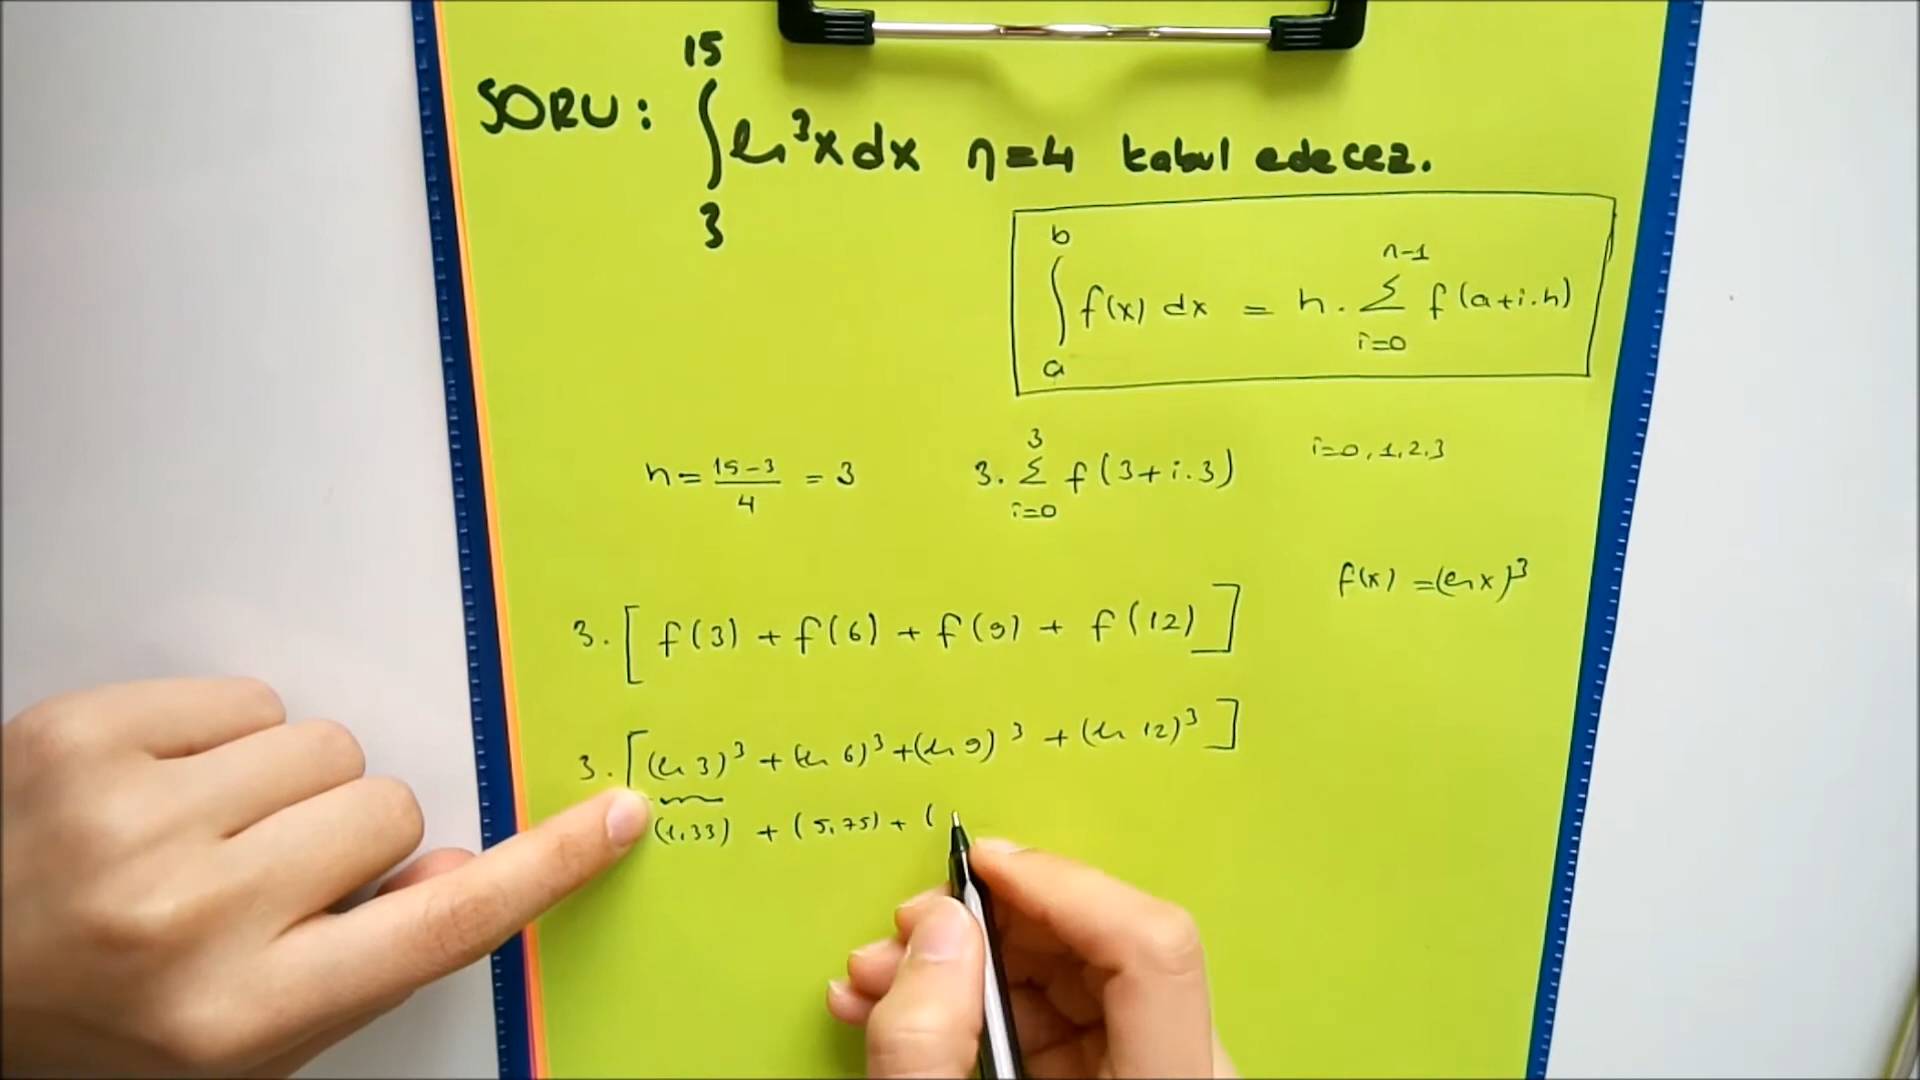 SORU: ∫₃¹⁵ ln³x dx n=4 kabul edecez.
∫ₐᵇ f(x) dx = h . Σᵢ₌₀ⁿ⁻¹ f(a+i.h)
h = (15-3)/4 = 3
3. Σᵢ₌₀³ f(3+i.3)
i=0,1,2,3
f(x) = (ln x)³
3. [ f(3) + f(6) + f(9) + f(12) ]
3. [ (ln 3)³ + (ln 6)³ + (ln 9)³ + (ln 12)³ ]
(1,33) + (5,75) + (